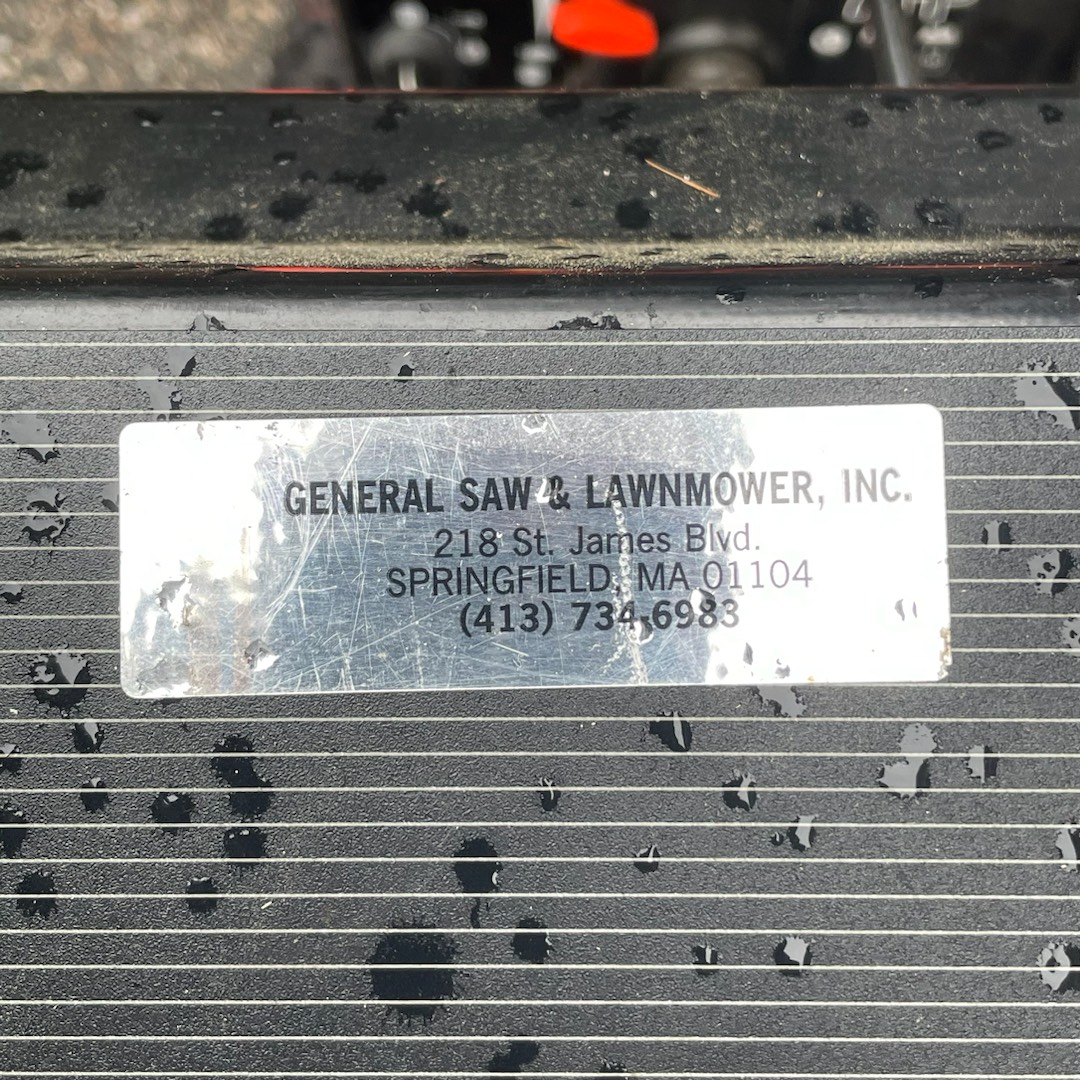 GENERAL SAW & LAWNMOWER, INC.
218 St. James Blvd.
SPRINGFIELD, MA 01104
(413) 734-6983